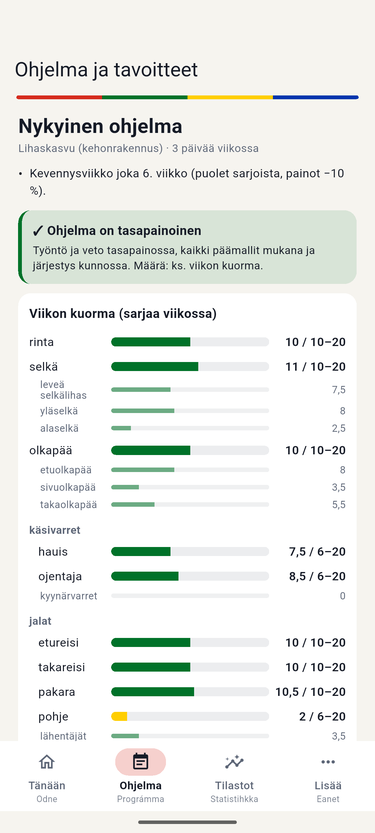 Ohjelma ja tavoitteet
Nykyinen ohjelma
Lihaskasvu (kehonrakennus) · 3 päivää viikossa
• Kevennysviikko joka 6. viikko (puolet sarjoista, painot −10
%).
✓ Ohjelma on tasapainoinen
Työntö ja veto tasapainossa, kaikki päämallit mukana ja
järjestys kunnossa. Määrä: ks. viikon kuorma.
Viikon kuorma (sarjaa viikossa)
rinta 10 / 10–20
selkä 11 / 10–20
leveä
selkälihas 7,5
yläselkä 8
alaselkä 2,5
olkapää 10 / 10–20
etuolkapää 8
sivuolkapää 3,5
takaolkapää 5,5
käsivarret
hauis 7,5 / 6–20
ojentaja 8,5 / 6–20
kyynärvarret 0
jalat
etureisi 10 / 10–20
takareisi 10 / 10–20
pakara 10,5 / 10–20
pohje 2 / 6–20
lähentäjät 3,5
Tänään Ohjelma Tilastot Lisää
Odne Prográmma Statistihkka Eanet